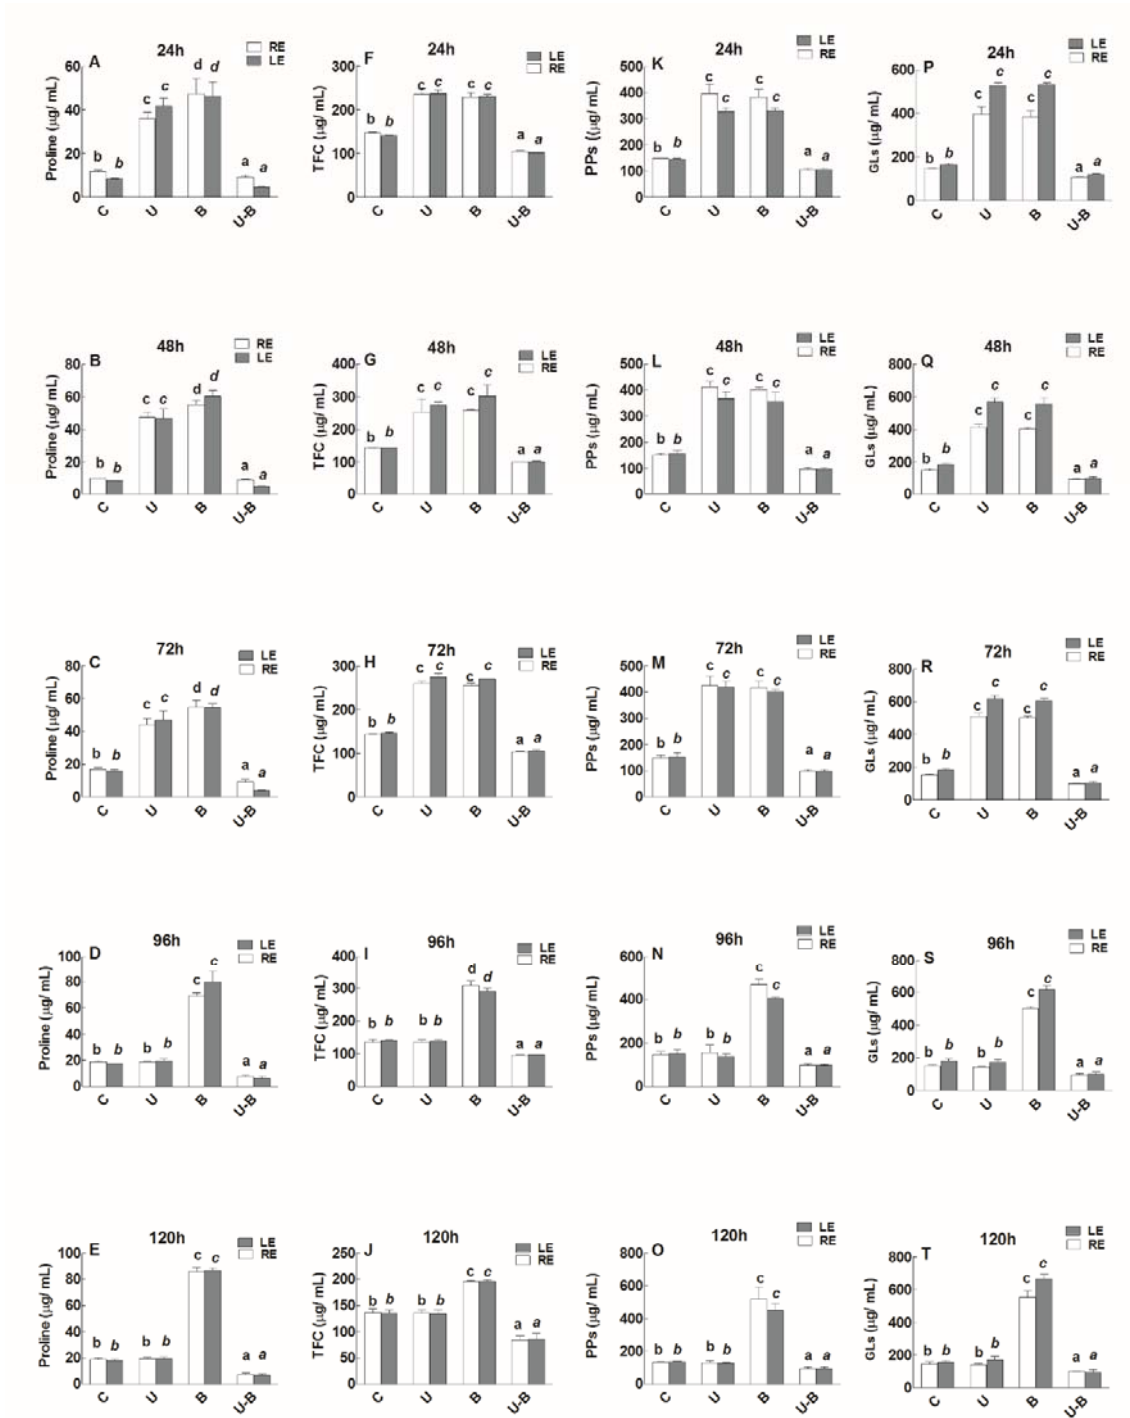 A
24h
RE
LE
Proline (µg/ mL)
60
40
20
0
b b c c d d a a
C U B U-B
F
24h
LE
RE
TFC (µg/ mL)
300
200
100
0
b b c c c c a a
C U B U-B
K
24h
LE
RE
PPs ((µg/ mL)
500
400
300
200
100
0
b b c c c c a a
C U B U-B
P
24h
LE
RE
GLs (µg/ mL)
600
400
200
0
b b c c c c a a
C U B U-B
B
48h
RE
LE
Proline (µg/ mL)
80
60
40
20
0
b b c c d d a a
C U B U-B
G
48h
LE
RE
TFC (µg/ mL)
400
300
200
100
0
b b c c c c a a
C U B U-B
L
48h
LE
RE
PPs (µg/ mL)
500
400
300
200
100
0
b b c c c c a a
C U B U-B
Q
48h
LE
RE
GLs (µg/ mL)
800
600
400
200
0
b b c c c c a a
C U B U-B
C
72h
LE
RE
Proline (µg/ mL)
80
60
40
20
0
b b c c d d a a
C U B U-B
H
72h
LE
RE
TFC (µg/ mL)
300
200
100
0
b b c c c c a a
C U B U-B
M
72h
LE
RE
PPs (µg/ mL)
500
400
300
200
100
0
b b c c c c a a
C U B U-B
R
72h
LE
RE
GLs (µg/ mL)
800
600
400
200
0
b b c c c c a a
C U B U-B
D
96h
LE
RE
Proline (µg/ mL)
100
80
60
40
20
0
b b b b c c a a
C U B U-B
I
96h
LE
RE
TFC (µg/ mL)
400
300
200
100
0
b b b b d d a a
C U B U-B
N
96h
LE
RE
PPs (µg/ mL)
600
400
200
0
b b b b c c a a
C U B U-B
S
96h
LE
RE
GLs (µg/ mL)
800
600
400
200
0
b b b b c c a a
C U B U-B
E
120h
LE
RE
Proline (µg/ mL)
100
80
60
40
20
0
b b b b c c a a
C U B U-B
J
120h
LE
RE
TFC (µg/ mL)
250
200
150
100
50
0
b b b b c c a a
C U B U-B
O
120h
LE
RE
PPs (µg/ mL)
800
600
400
200
0
b b b b c c a a
C U B U-B
T
120h
LE
RE
GLs (µg/ mL)
800
600
400
200
0
b b b b c c a a
C U B U-B